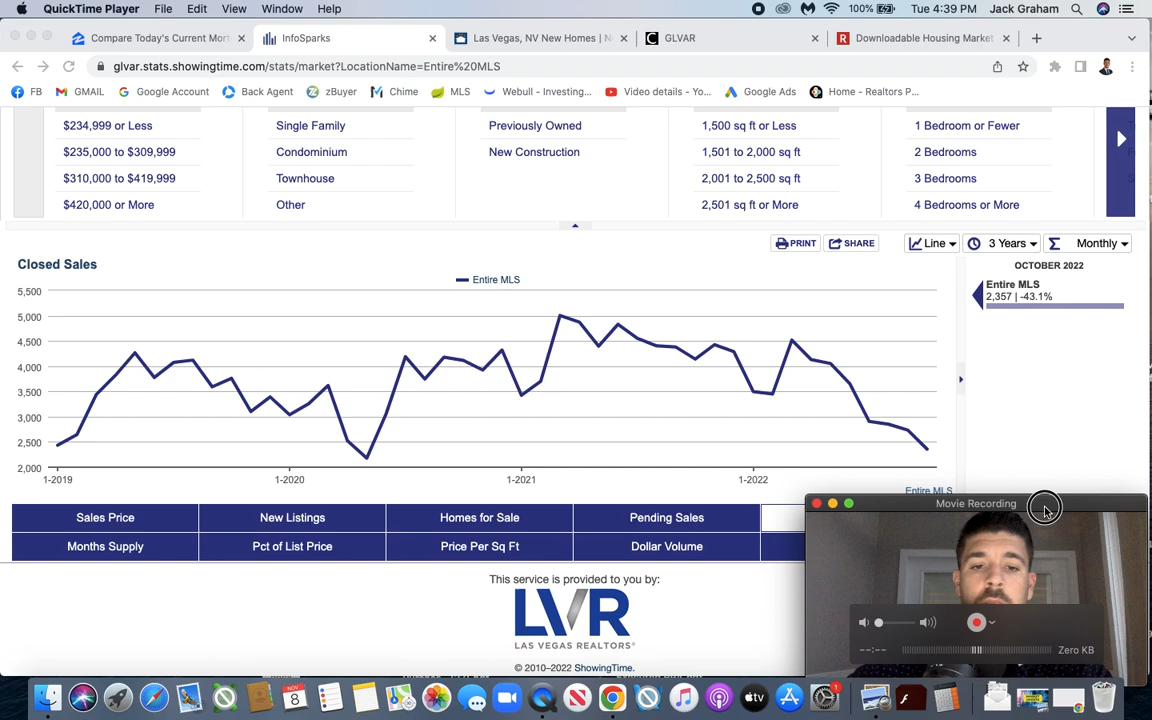 QuickTime Player File Edit View Window Help 100% Tue 4:39 PM Jack Graham
Compare Today's Current Mor InfoSparks Las Vegas, NV New Homes | N GLVAR Downloadable Housing Market
glvar.stats.showingtime.com/stats/market?LocationName=Entire%20MLS
FB GMAIL Google Account Back Agent zBuyer Chime MLS Webull - Investing... Video details - Yo... Google Ads Home - Realtors P...
$234,999 or Less Single Family Previously Owned 1,500 sq ft or Less 1 Bedroom or Fewer
$235,000 to $309,999 Condominium New Construction 1,501 to 2,000 sq ft 2 Bedrooms
$310,000 to $419,999 Townhouse 2,001 to 2,500 sq ft 3 Bedrooms
$420,000 or More Other 2,501 sq ft or More 4 Bedrooms or More
PRINT SHARE Line 3 Years Monthly
Closed Sales
OCTOBER 2022
Entire MLS
Entire MLS
2,357 | -43.1%
5,500
5,000
4,500
4,000
3,500
3,000
2,500
2,000
1-2019 1-2020 1-2021 1-2022
Entire MLS
Sales Price New Listings Homes for Sale Pending Sales
Months Supply Pct of List Price Price Per Sq Ft Dollar Volume
Movie Recording
--:-- Zero KB
This service is provided to you by:
LVR
LAS VEGAS REALTORS®
© 2010–2022 ShowingTime.
NOV
8
1